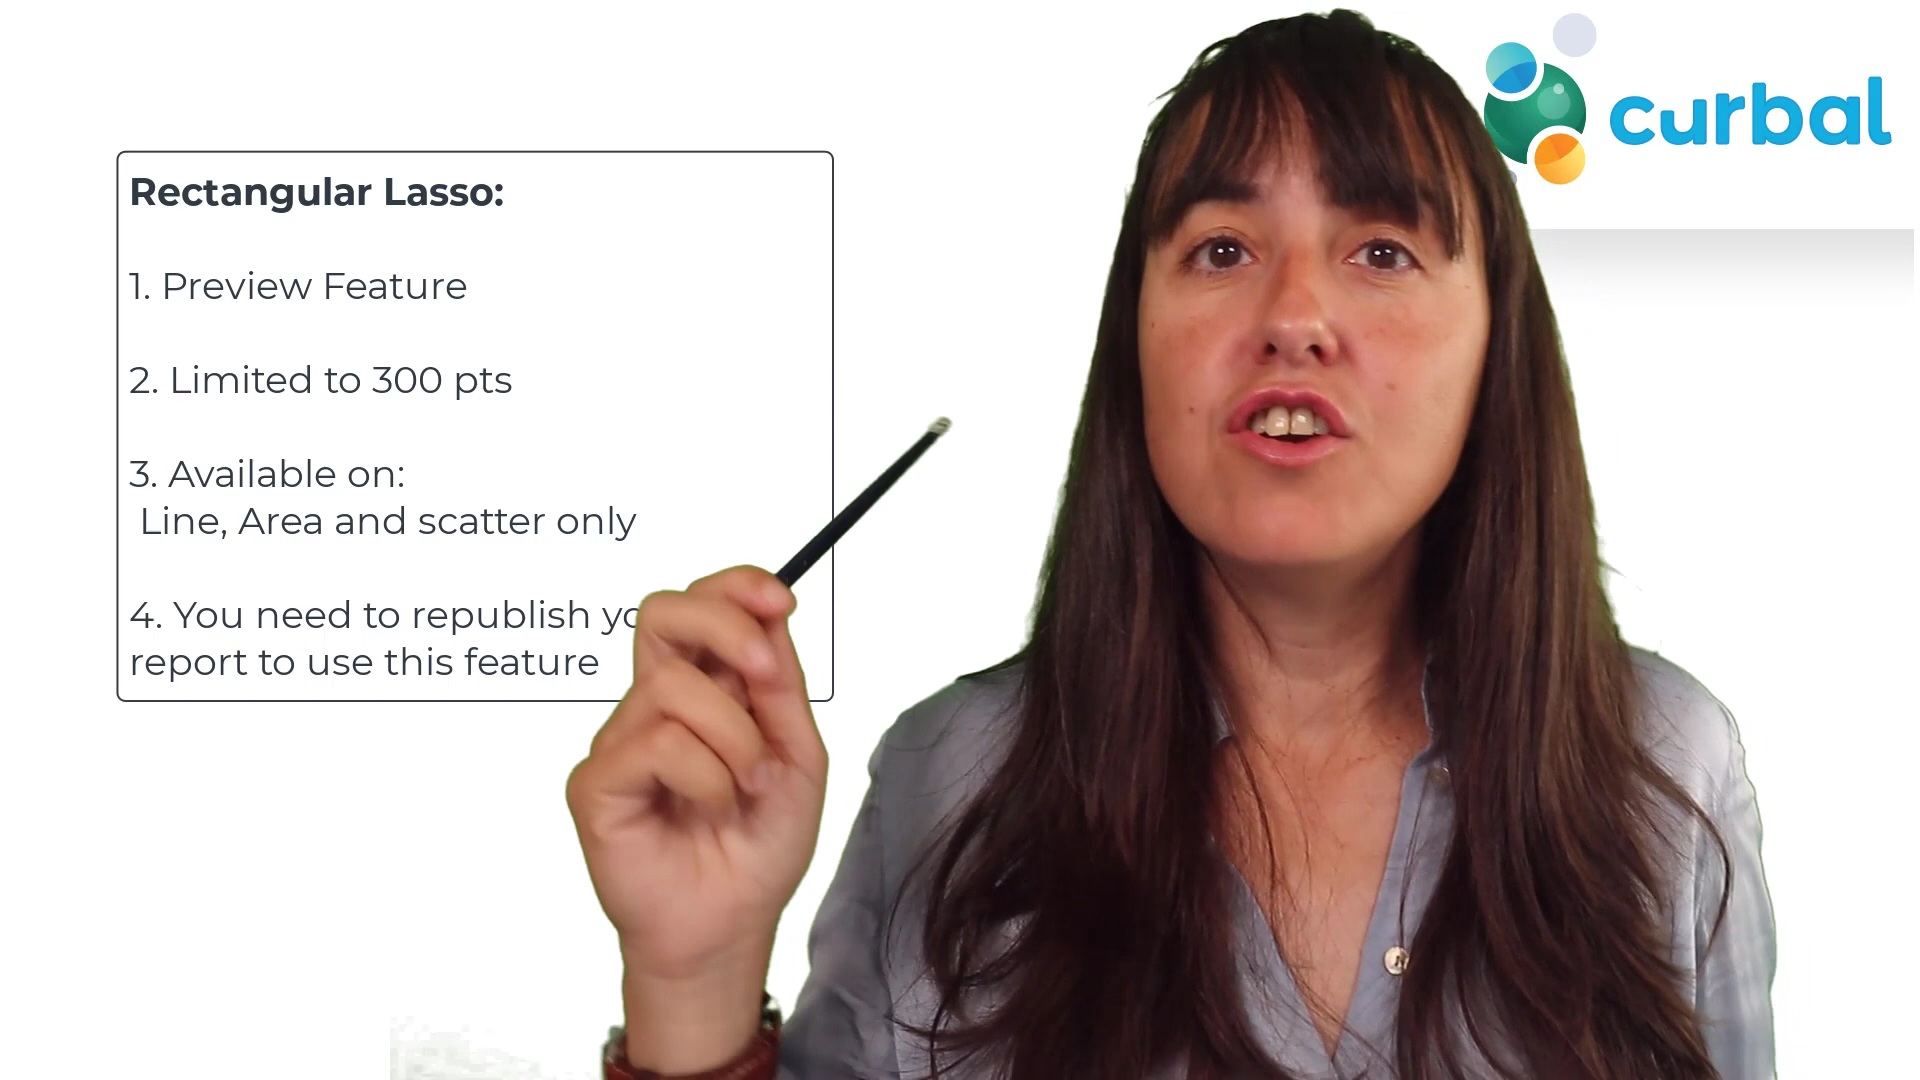 curbal
Rectangular Lasso:
1. Preview Feature
2. Limited to 300 pts
3. Available on:
Line, Area and scatter only
4. You need to republish
report to use this feature